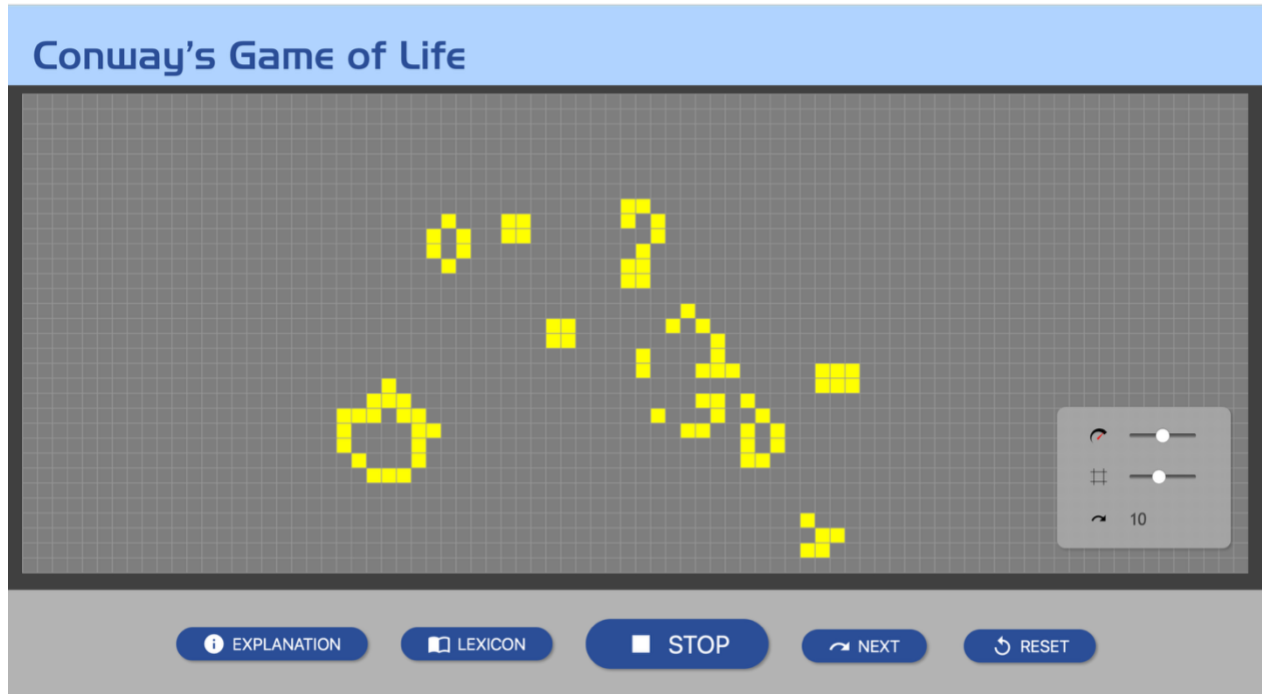 Conway's Game of Life
10
EXPLANATION
LEXICON
STOP
NEXT
RESET